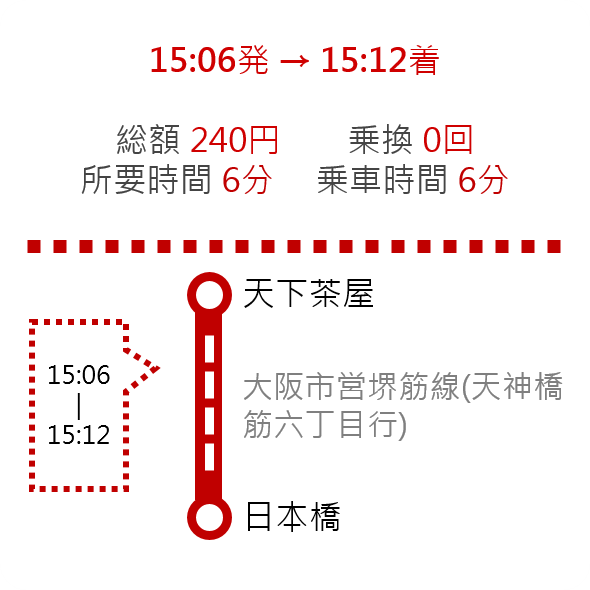 15:06発 → 15:12着
総額 240円 乗換 0回
所要時間 6分 乗車時間 6分
天下茶屋
15:06
|
15:12
大阪市営堺筋線(天神橋
筋六丁目行)
日本橋